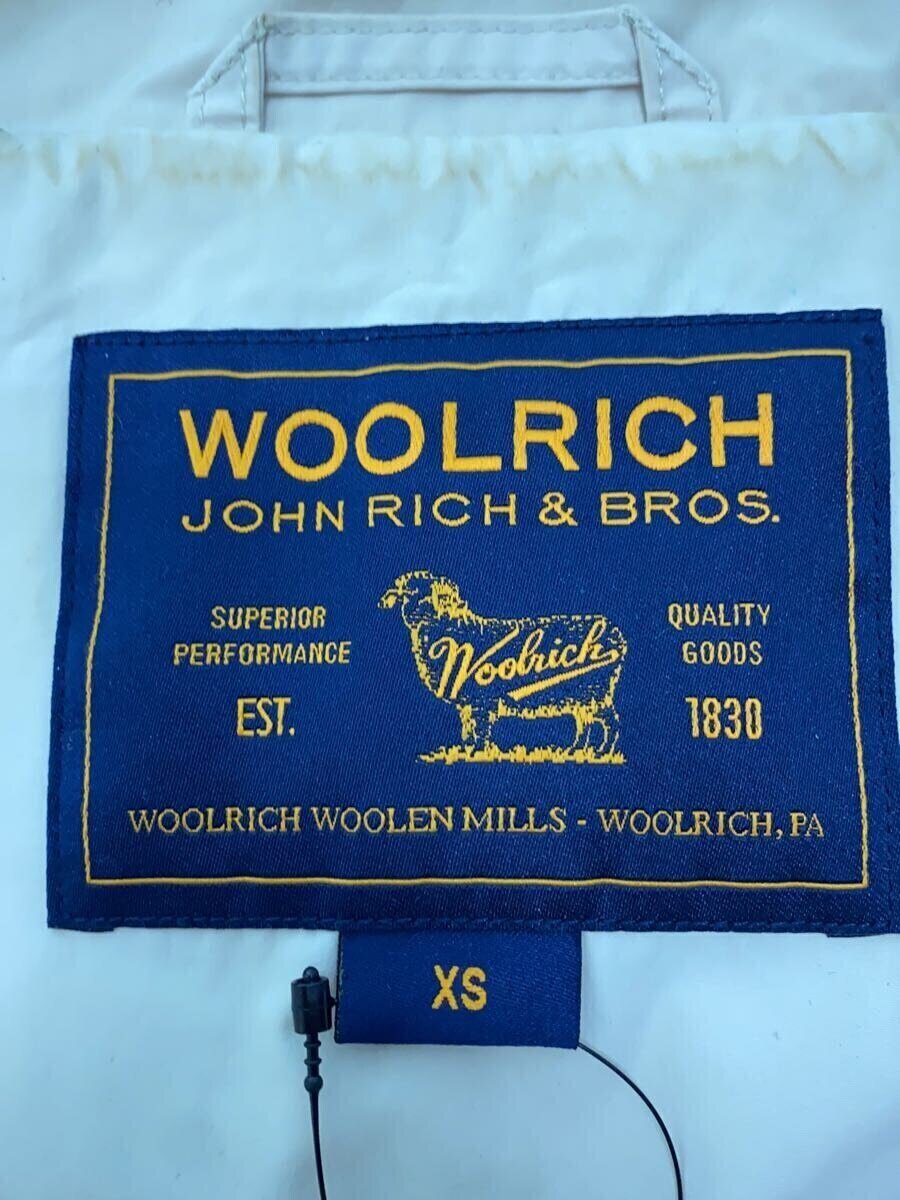 WOOLRICH
JOHN RICH & BROS.
SUPERIOR
PERFORMANCE
EST.
Woolrich
QUALITY
GOODS
1830
WOOLRICH WOOLEN MILLS - WOOLRICH, PA
XS